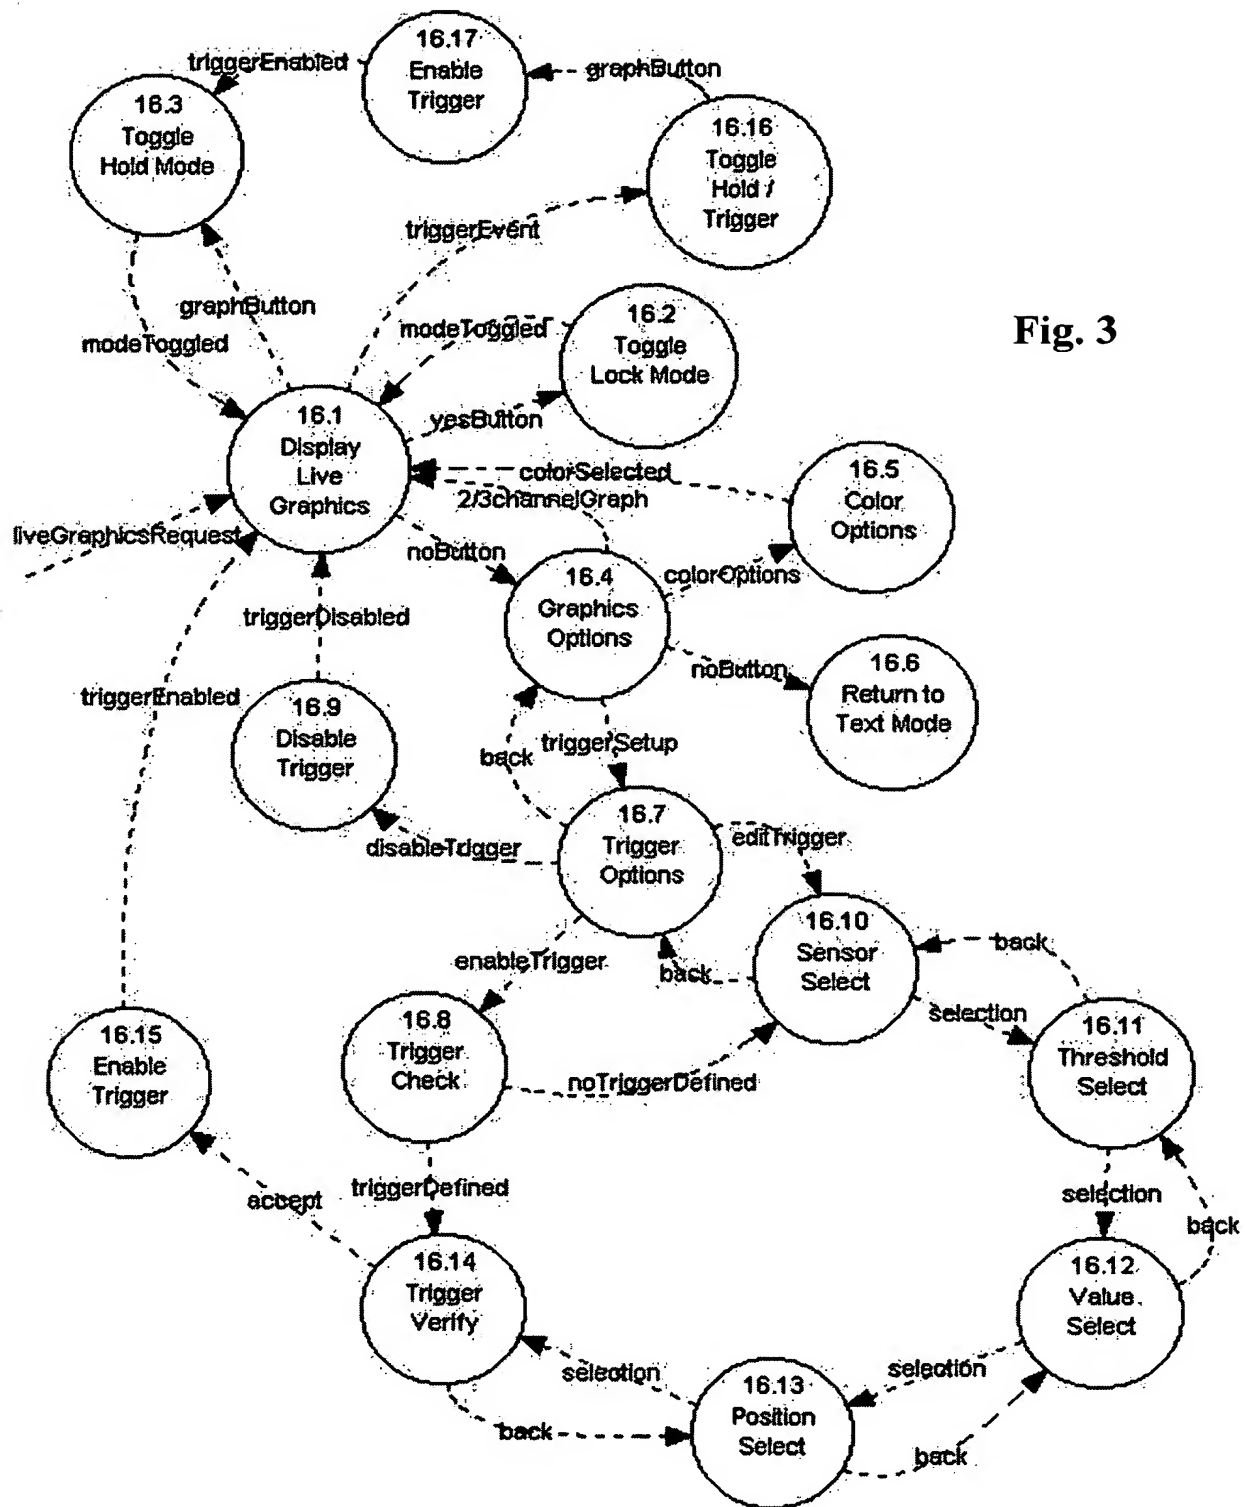 16.17
Enable
Trigger
triggerEnabled
graphButton
16.3
Toggle
Hold Mode
16.16
Toggle
Hold /
Trigger
triggerEvent
graphButton
modeToggled
modeToggled
16.2
Toggle
Lock Mode
Fig. 3
16.1
Display
Live
Graphics
yesButton
colorSelected
2/3channelGraph
16.5
Color
Options
liveGraphicsRequest
noButton
16.4
Graphics
Options
colorOptions
triggerDisabled
noButton
16.6
Return to
Text Mode
triggerEnabled
16.9
Disable
Trigger
back
triggerSetup
16.7
Trigger
Options
disableTrigger
editTrigger
enableTrigger
back
16.10
Sensor
Select
back
selection
16.8
Trigger
Check
noTriggerDefined
16.11
Threshold
Select
16.15
Enable
Trigger
accept
triggerDefined
selection
back
16.14
Trigger
Verify
16.12
Value
Select
selection
selection
16.13
Position
Select
back
back